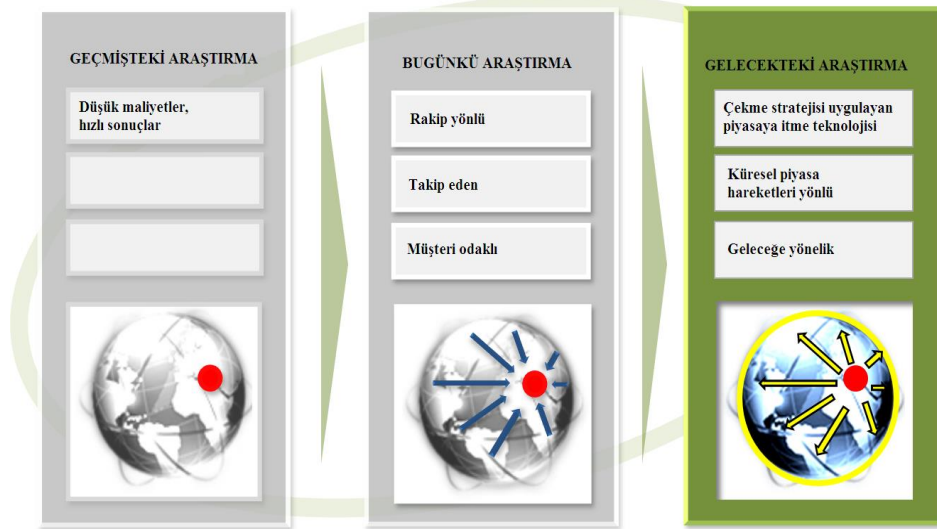 GEÇMİŞTEKİ ARAŞTIRMA
Düşük maliyetler,
hızlı sonuçlar
BUGÜNKÜ ARAŞTIRMA
Rakip yönlü
Takip eden
Müşteri odaklı
GELECEKTEKİ ARAŞTIRMA
Çekme stratejisi uygulayan
piyasaya itme teknolojisi
Küresel piyasa
hareketleri yönlü
Geleceğe yönelik